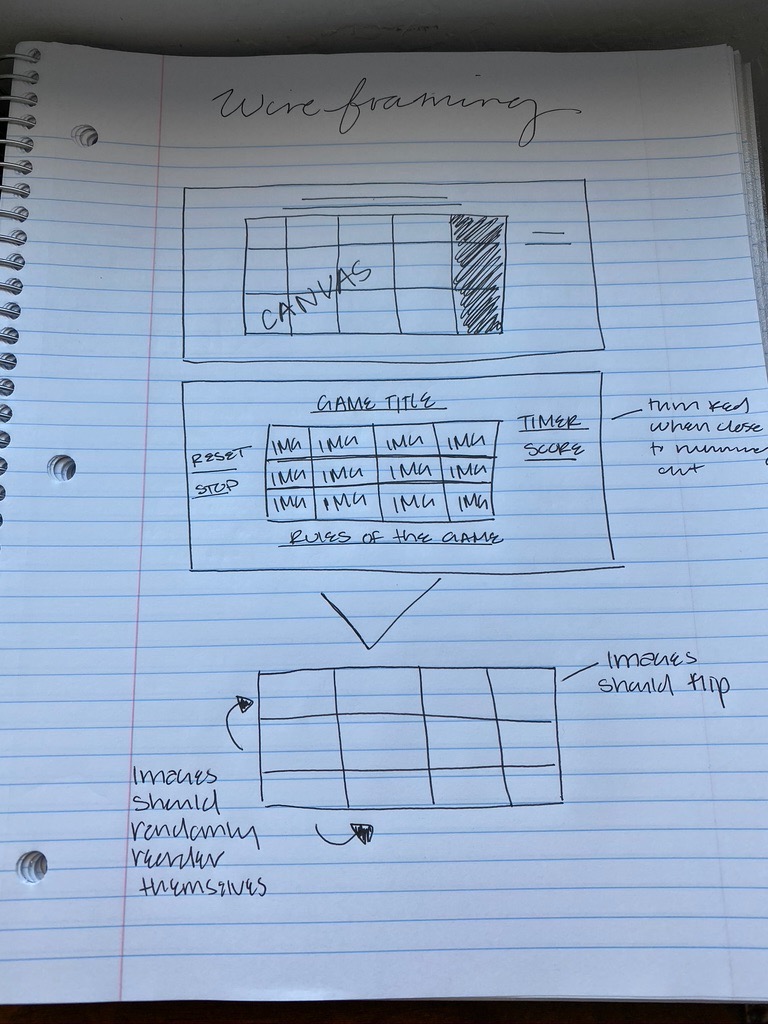 Wireframing
CANVAS
GAME TITLE
RESET
STOP
IMG IMG IMG IMG
IMG IMG IMG IMG
IMG IMG IMG IMG
TIMER
SCORE
turn red
when close
to running
out
RULES OF the GAME
Images
should flip
Images
should
randomly
render
themselves